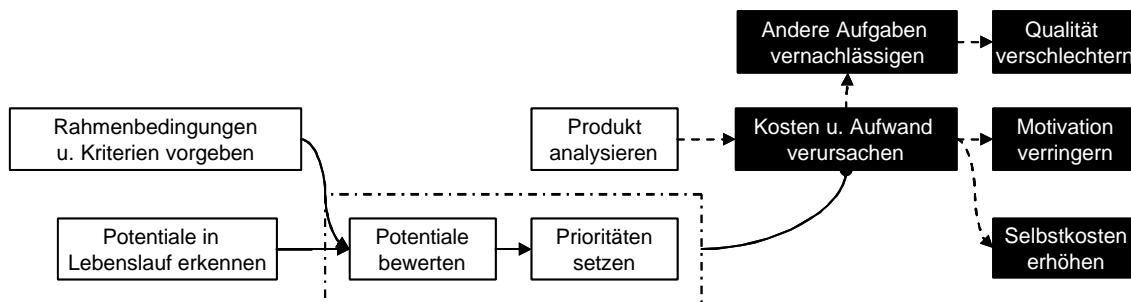 Andere Aufgaben
vernachlässigen
Qualität
verschlechtern
Rahmenbedingungen
u. Kriterien vorgeben
Produkt
analysieren
Kosten u. Aufwand
verursachen
Motivation
verringern
Potentiale in
Lebenslauf erkennen
Potentiale
bewerten
Prioritäten
setzen
Selbstkosten
erhöhen